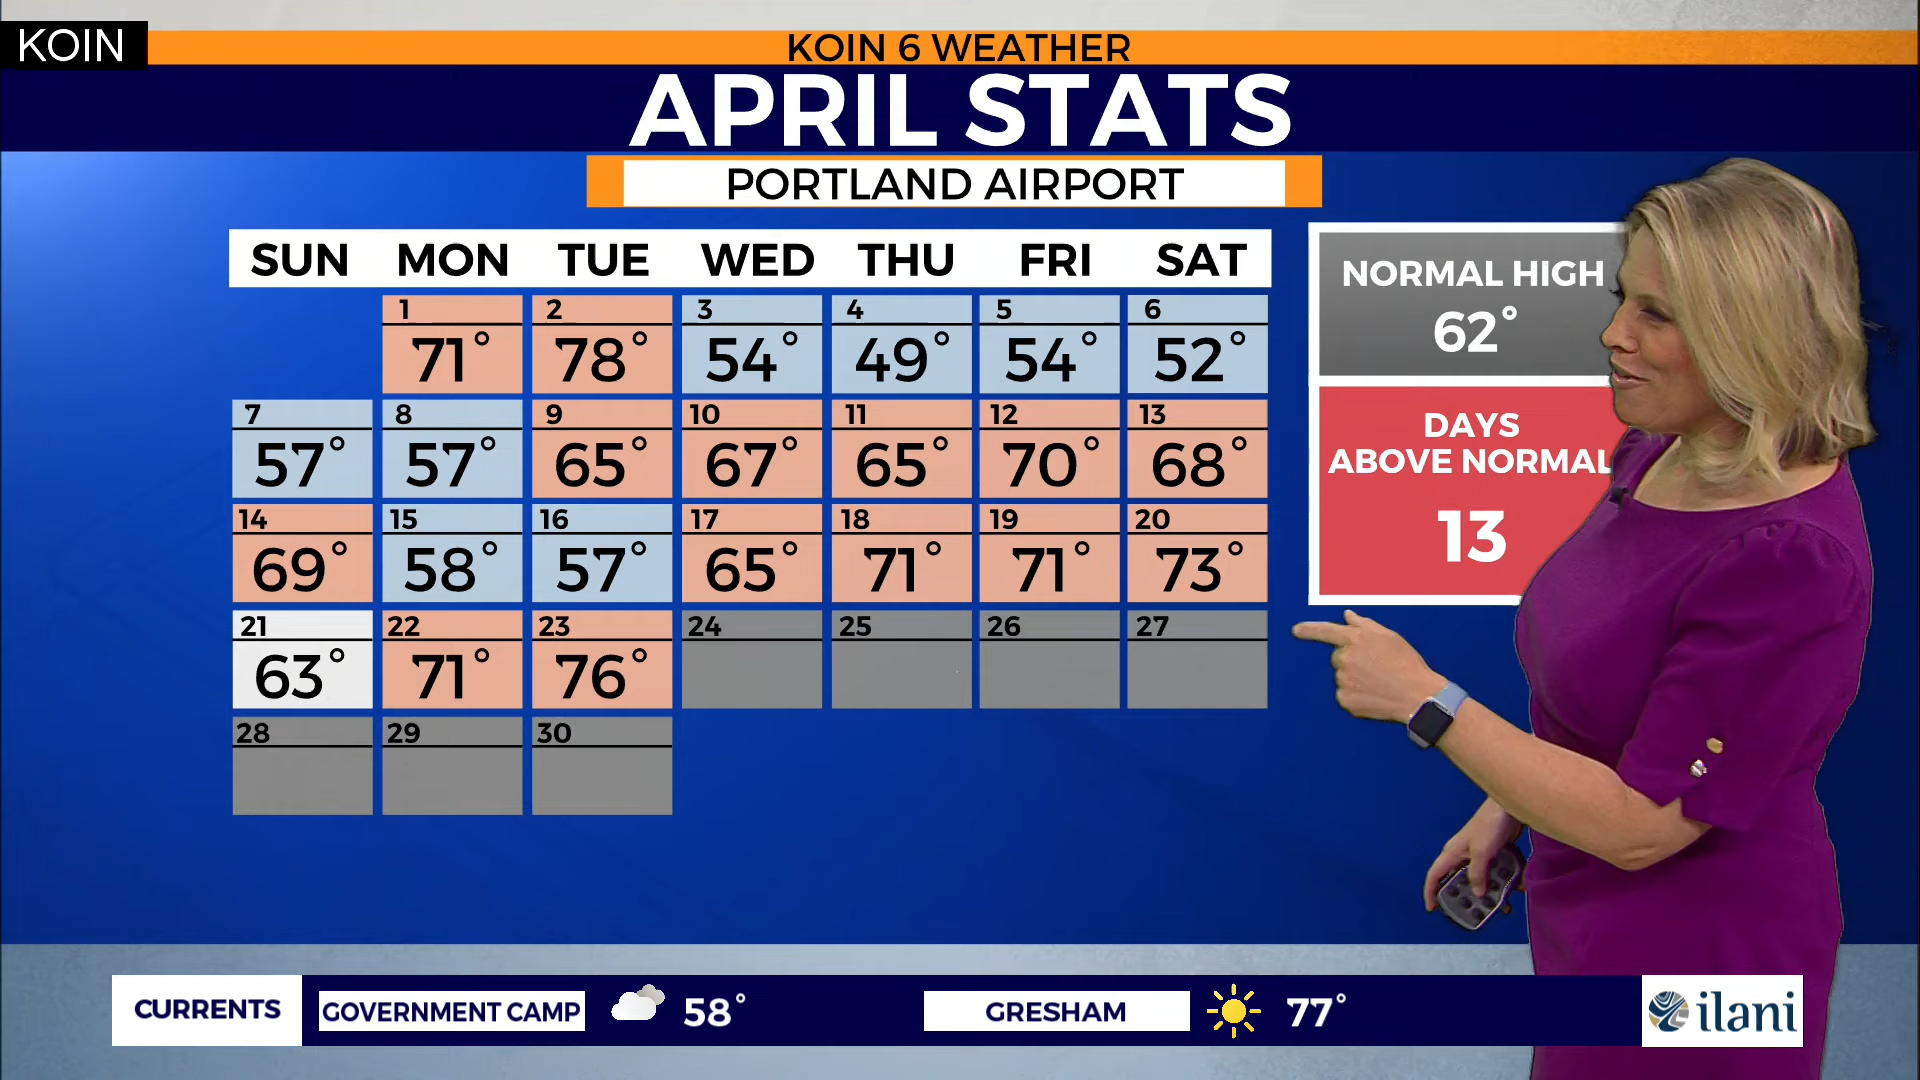 KOIN
KOIN 6 WEATHER
APRIL STATS
PORTLAND AIRPORT
SUN MON TUE WED THU FRI SAT
1 2 3 4 5 6
71° 78° 54° 49° 54° 52°
7 8 9 10 11 12 13
57° 57° 65° 67° 65° 70° 68°
14 15 16 17 18 19 20
69° 58° 57° 65° 71° 71° 73°
21 22 23 24 25 26 27
63° 71° 76°
28 29 30
NORMAL HIGH
62°
DAYS
ABOVE NORMAL
13
CURRENTS GOVERNMENT CAMP 58° GRESHAM 77° ilani